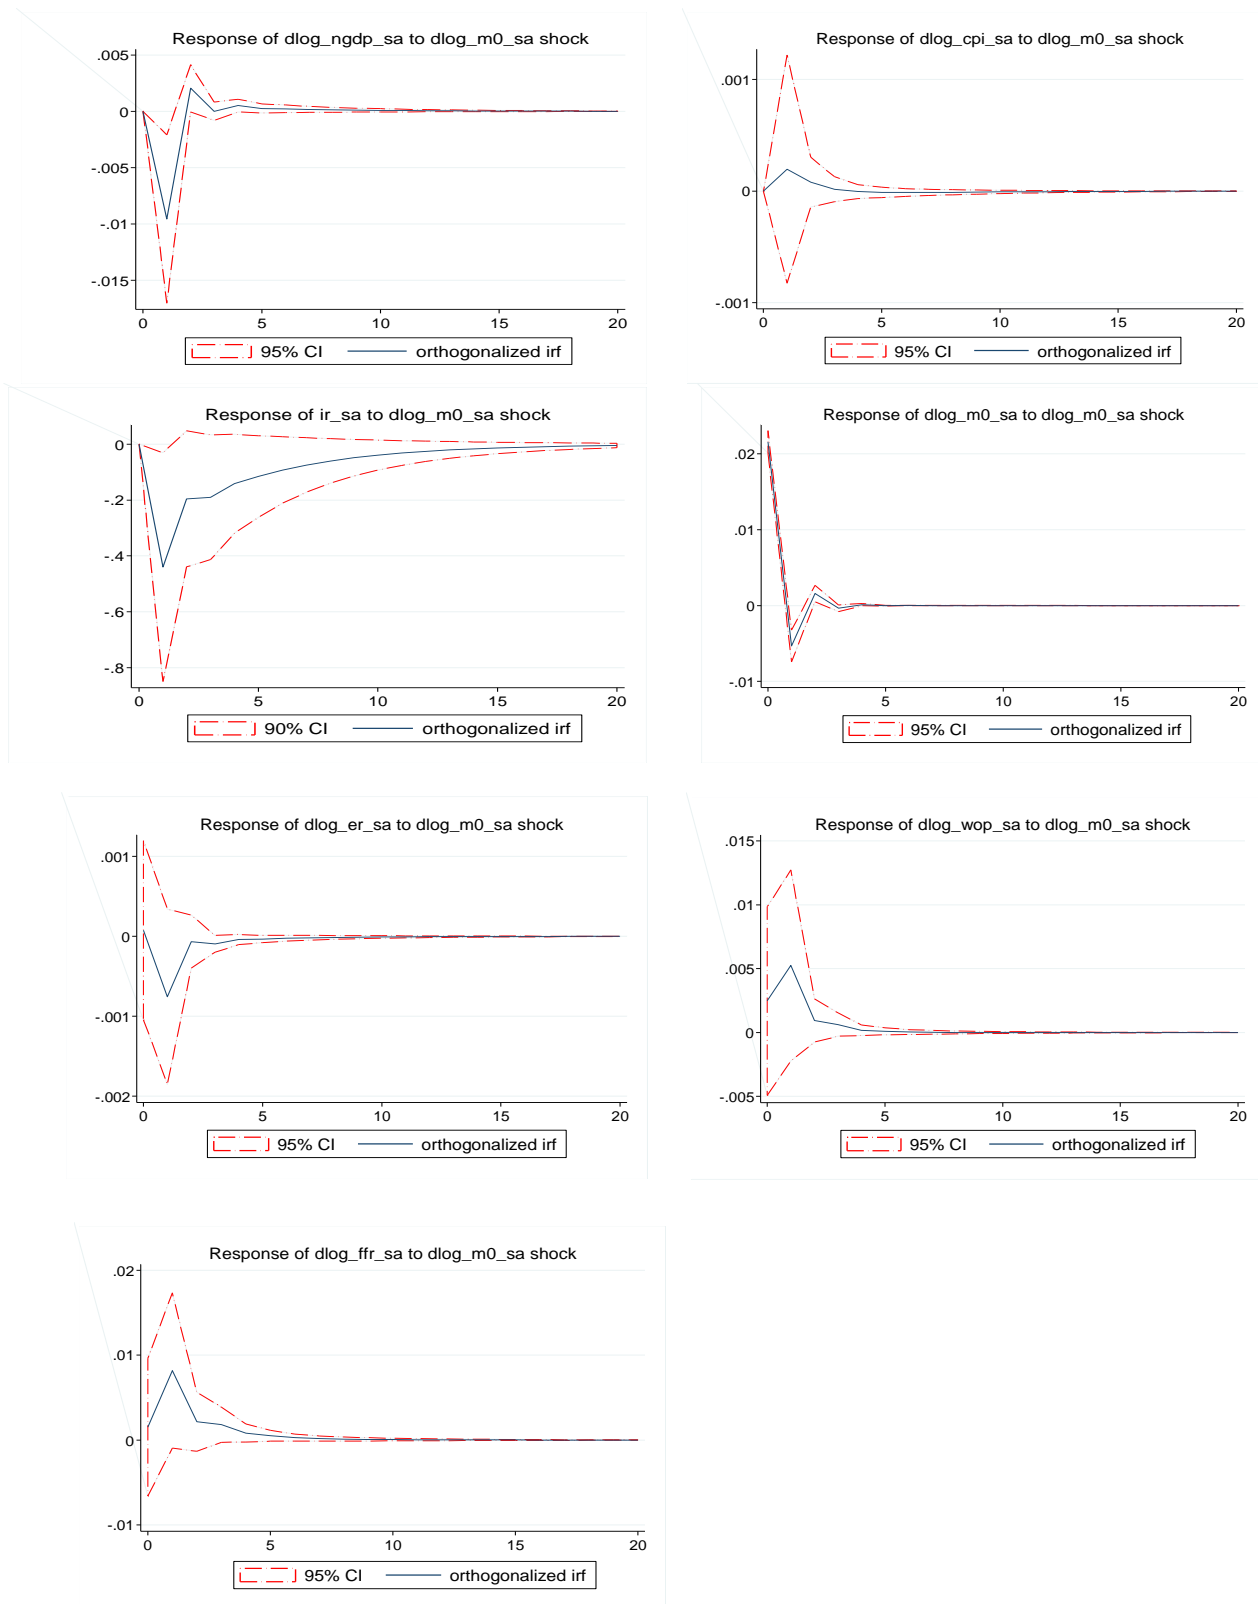 Response of dlog_ngdp_sa to dlog_m0_sa shock
.005
0
-.005
-.01
-.015
0 5 10 15 20
95% CI orthogonalized irf
Response of dlog_cpi_sa to dlog_m0_sa shock
.001
0
-.001
0 5 10 15 20
95% CI orthogonalized irf
Response of ir_sa to dlog_m0_sa shock
0
-.2
-.4
-.6
-.8
0 5 10 15 20
90% CI orthogonalized irf
Response of dlog_m0_sa to dlog_m0_sa shock
.02
.01
0
-.01
0 5 10 15 20
95% CI orthogonalized irf
Response of dlog_er_sa to dlog_m0_sa shock
.001
0
-.001
-.002
0 5 10 15 20
95% CI orthogonalized irf
Response of dlog_wop_sa to dlog_m0_sa shock
.015
.01
.005
0
-.005
0 5 10 15 20
95% CI orthogonalized irf
Response of dlog_ffr_sa to dlog_m0_sa shock
.02
.01
0
-.01
0 5 10 15 20
95% CI orthogonalized irf